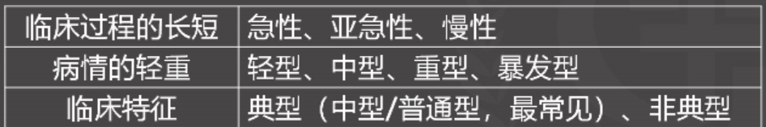 临床过程的长短 急性、亚急性、慢性
病情的轻重 轻型、中型、重型、暴发型
临床特征 典型（中型/普通型，最常见）、非典型